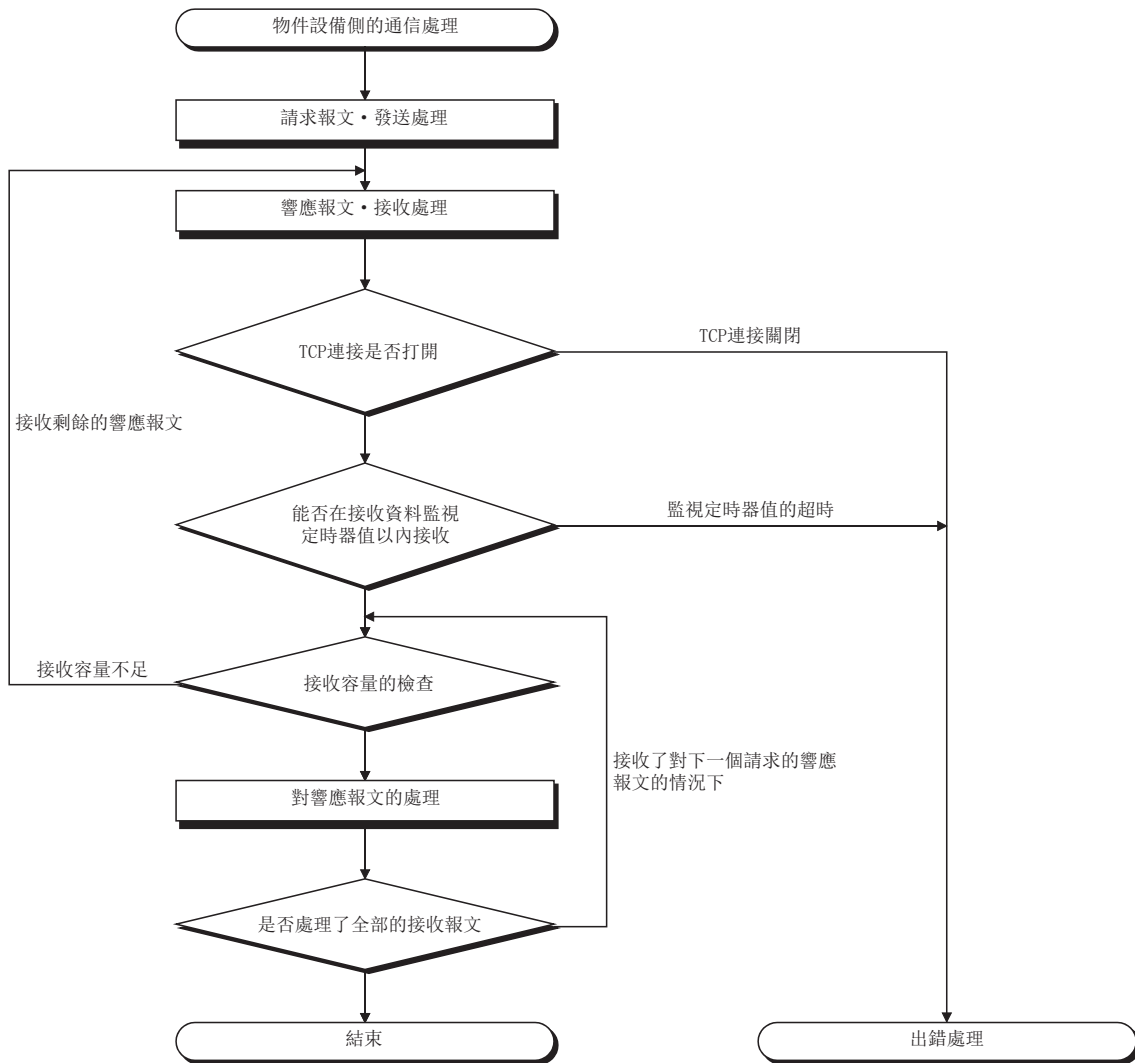 物件設備側的通信處理
請求報文・發送處理
響應報文・接收處理
TCP連接是否打開
TCP連接關閉
接收剩餘的響應報文
能否在接收資料監視
定時器值以內接收
監視定時器值的超時
接收容量不足
接收容量的檢查
接收了對下一個請求的響應
報文的情況下
對響應報文的處理
是否處理了全部的接收報文
結束
出錯處理